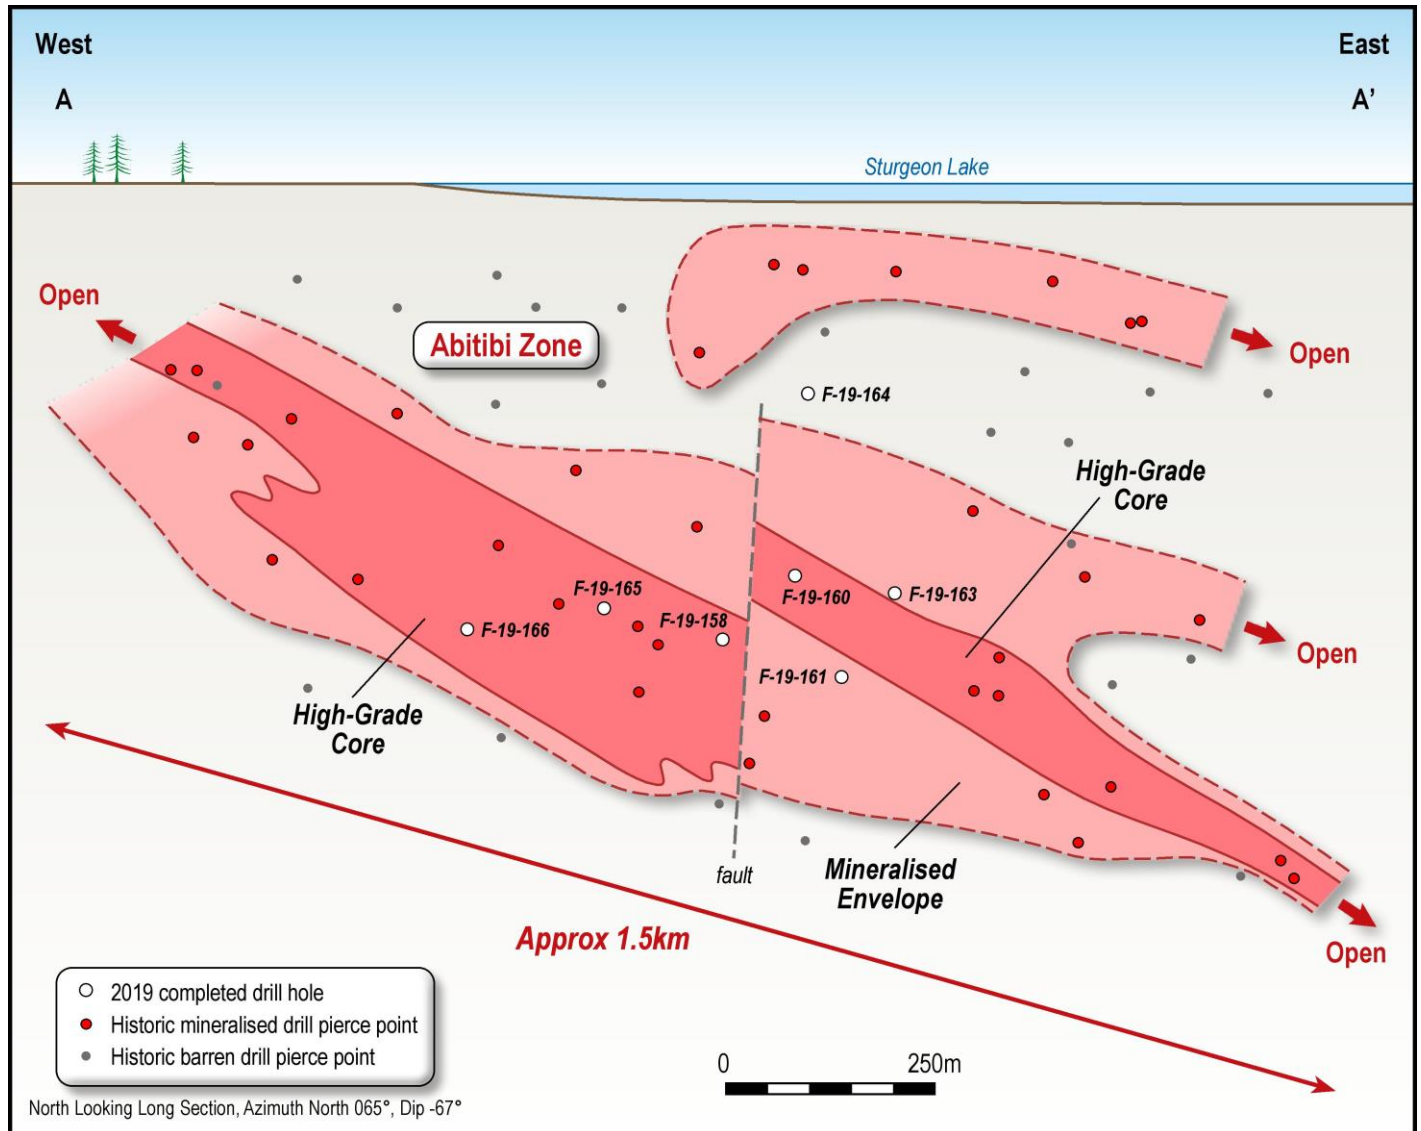 West
East
A
A’
Sturgeon Lake
Open
Abitibi Zone
Open
F-19-164
High-Grade
Core
F-19-165
F-19-160
F-19-163
F-19-158
F-19-166
Open
F-19-161
High-Grade
Core
Mineralised
Envelope
fault
Approx 1.5km
Open
2019 completed drill hole
Historic mineralised drill pierce point
Historic barren drill pierce point
0 250m
North Looking Long Section, Azimuth North 065°, Dip -67°